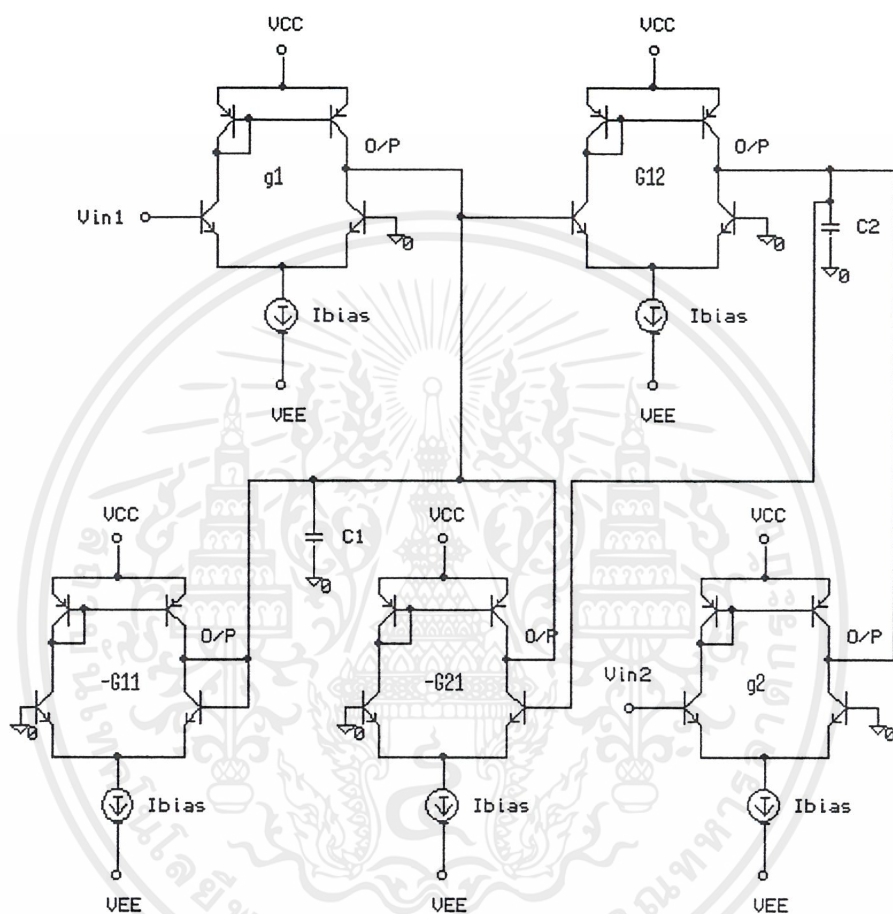 VCC
VCC
O/P
O/P
g1
G12
Vin1
0
0
C2
0
Ibias
Ibias
VEE
VEE
VCC
C1
VCC
VCC
0
O/P
O/P
O/P
-G11
-G21
Vin2
g2
0
0
0
Ibias
Ibias
Ibias
VEE
VEE
VEE